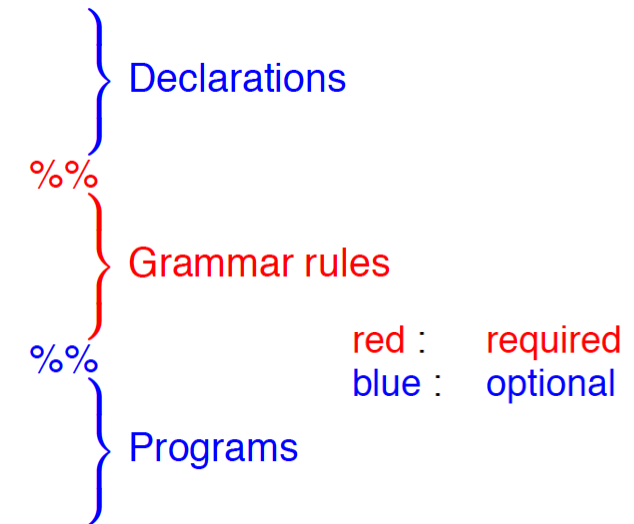 Declarations
%%
Grammar rules
red : required
%%
blue : optional
Programs